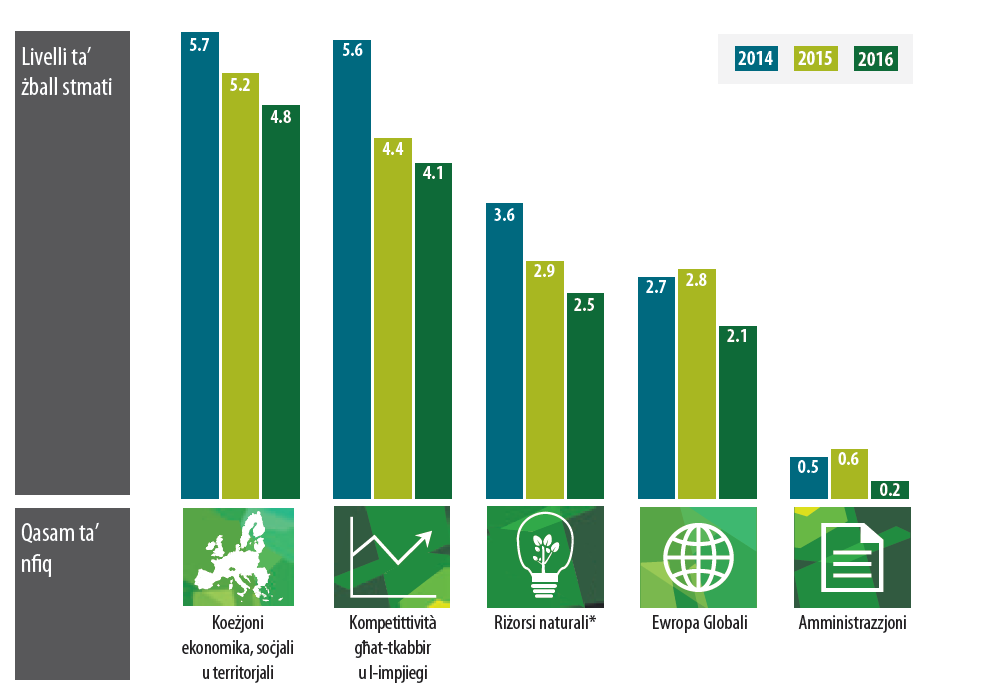 Livelli ta’
żball stmati
2014 2015 2016
5.7 5.2 4.8
5.6 4.4 4.1
3.6 2.9 2.5
2.7 2.8 2.1
0.5 0.6 0.2
Qasam ta’
nfiq
Koeżjoni
ekonomika, soċjali
u territorjali
Kompetittività
għat-tkabbir
u l-impjiegi
Riżorsi naturali*
Ewropa Globali
Amministrazzjoni